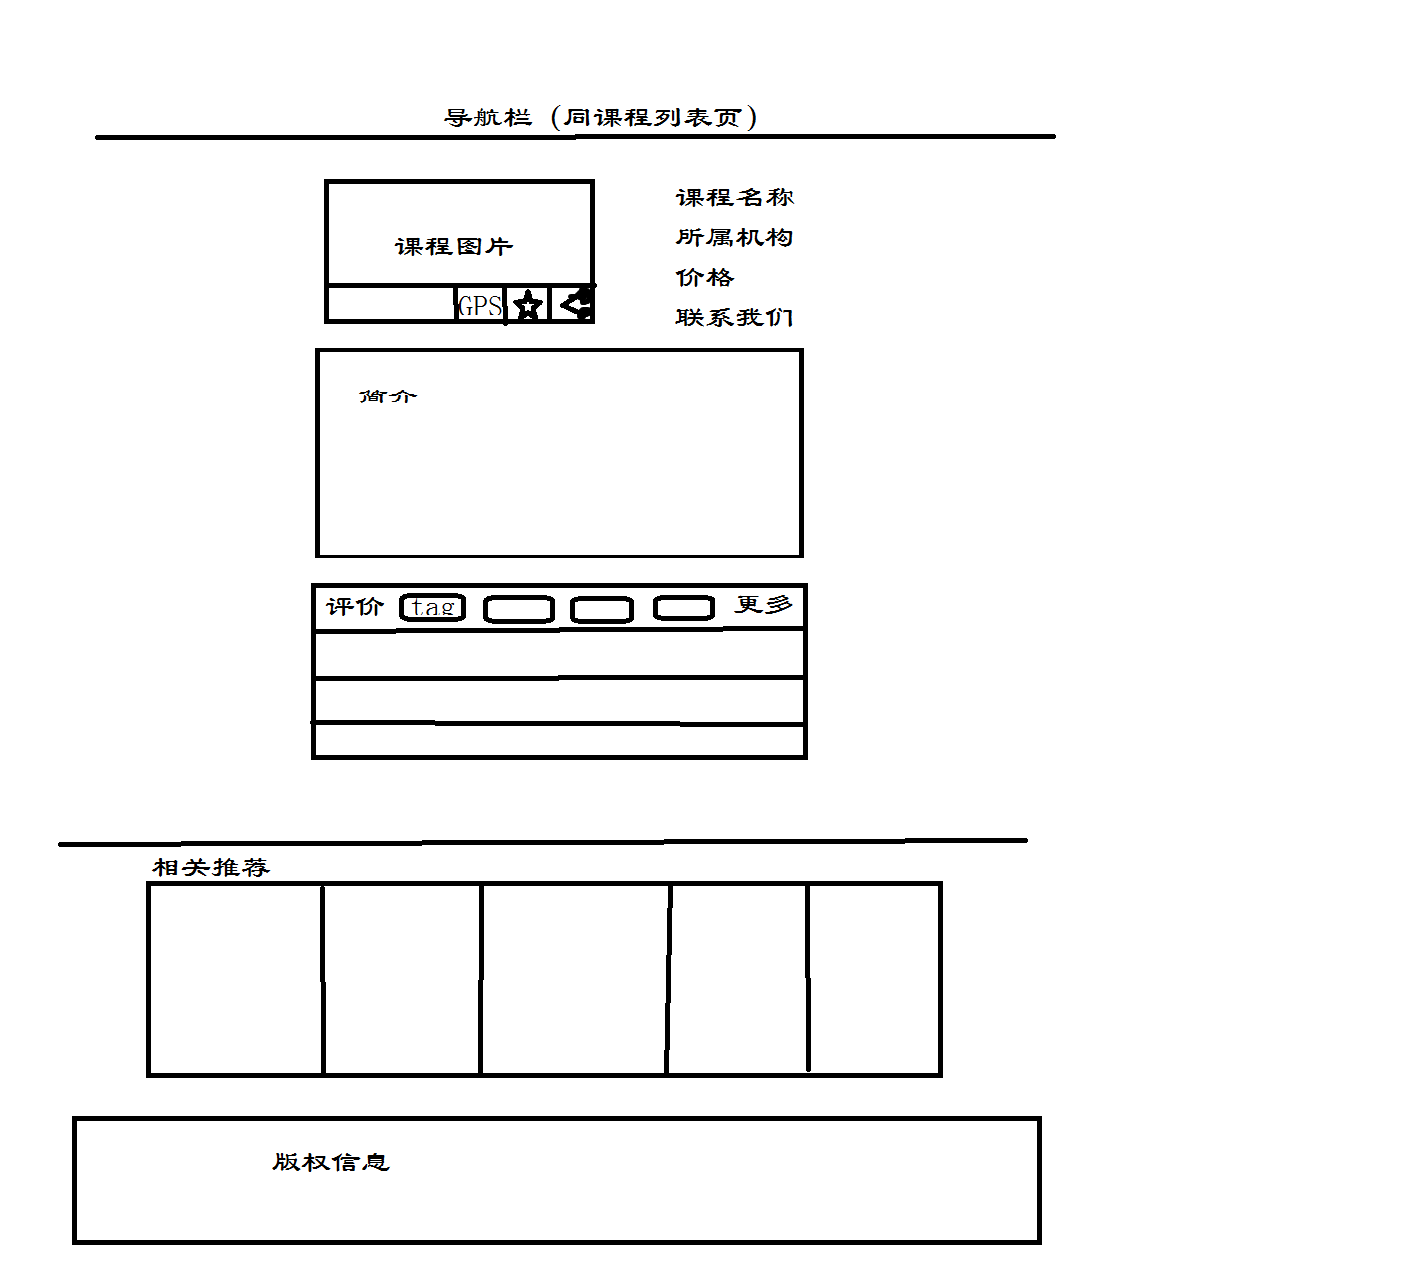 导航栏（同课程列表页）
课程图片
GPS
课程名称
所属机构
价格
联系我们
简介
评价 tag 更多
相关推荐
版权信息